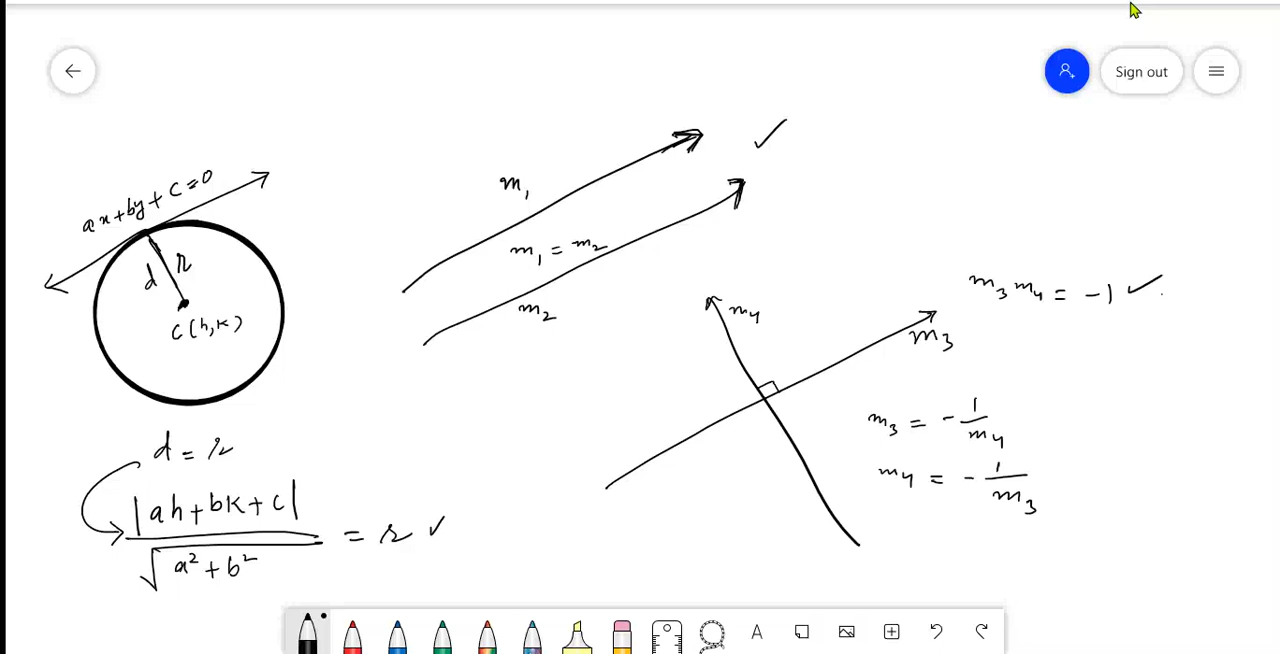 Sign out
ax+by+c=0
d
r
C(h,k)
d = r
|ah+bk+c|
√a²+b²
= r ✓
m₁
✓
m₁ = m₂
m₂
m₄
m₃
m₃m₄ = -1 ✓
m₃ = -1/m₄
m₄ = -1/m₃
A